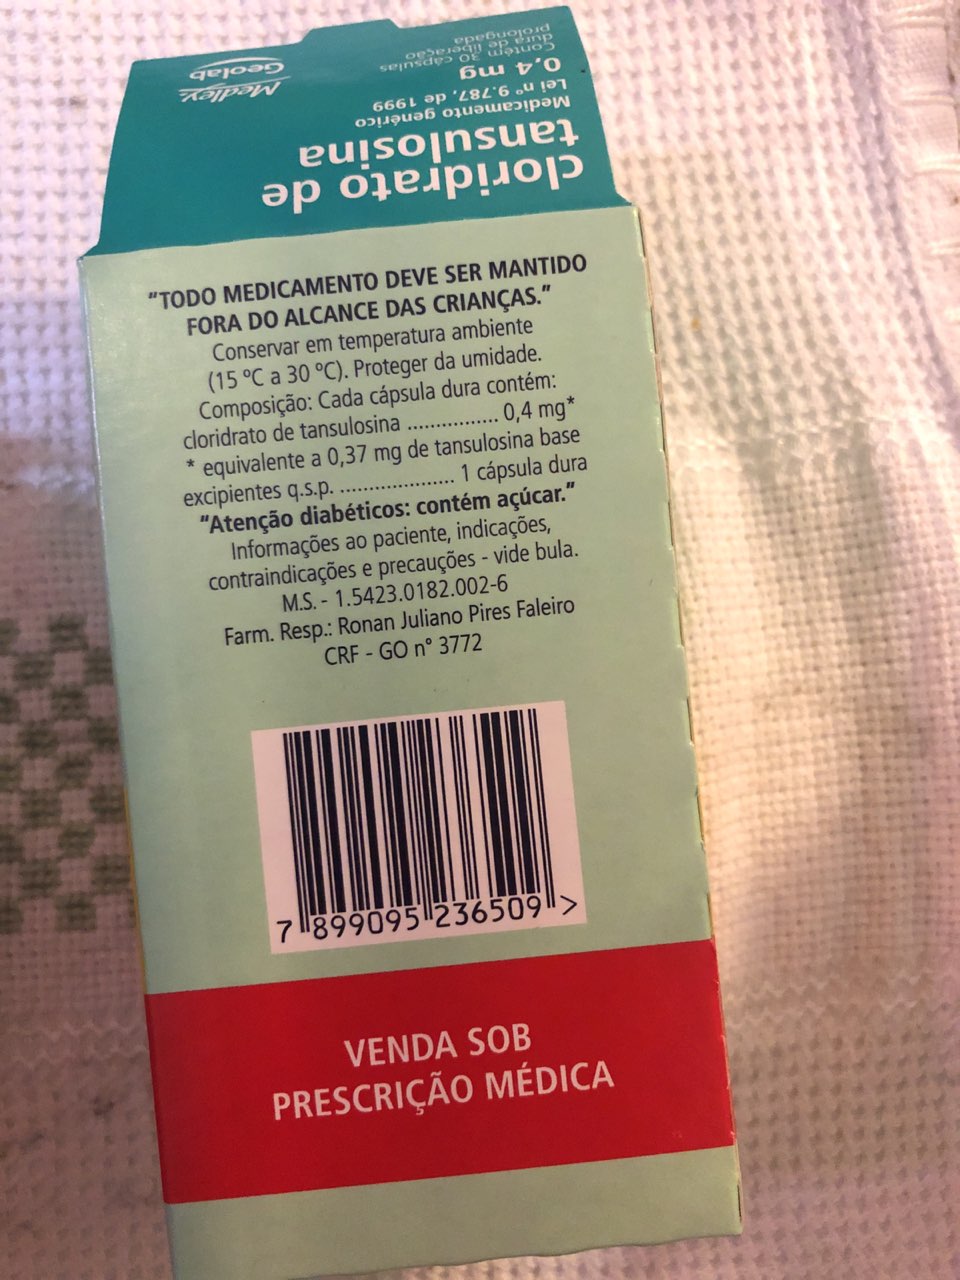 cloridrato de
tansulosina
Medicamento genérico
Lei nº 9.787, de 1999
0,4 mg
Contém 30 cápsulas
dura de liberação
prolongada
Medley.
Geolab
"TODO MEDICAMENTO DEVE SER MANTIDO
FORA DO ALCANCE DAS CRIANÇAS."
Conservar em temperatura ambiente
(15 ºC a 30 ºC). Proteger da umidade.
Composição: Cada cápsula dura contém:
cloridrato de tansulosina ................ 0,4 mg*
* equivalente a 0,37 mg de tansulosina base
excipientes q.s.p. .................... 1 cápsula dura
"Atenção diabéticos: contém açúcar."
Informações ao paciente, indicações,
contraindicações e precauções - vide bula.
M.S. - 1.5423.0182.002-6
Farm. Resp.: Ronan Juliano Pires Faleiro
CRF - GO n° 3772
7 899095 236509 >
VENDA SOB
PRESCRIÇÃO MÉDICA